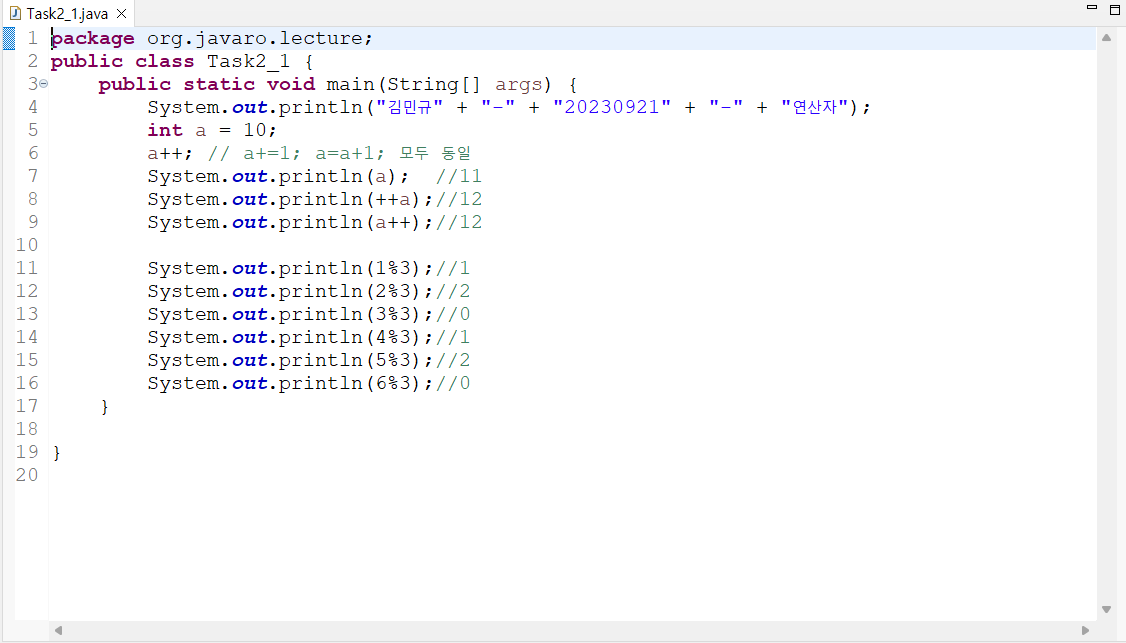 Task2_1.java
1 package org.javaro.lecture;
2 public class Task2_1 {
3 public static void main(String[] args) {
4 System.out.println("김민규" + "-" + "20230921" + "-" + "연산자");
5 int a = 10;
6 a++; // a+=1; a=a+1; 모두 동일
7 System.out.println(a);  //11
8 System.out.println(++a);//12
9 System.out.println(a++);//12
10
11 System.out.println(1%3);//1
12 System.out.println(2%3);//2
13 System.out.println(3%3);//0
14 System.out.println(4%3);//1
15 System.out.println(5%3);//2
16 System.out.println(6%3);//0
17 }
18
19 }
20